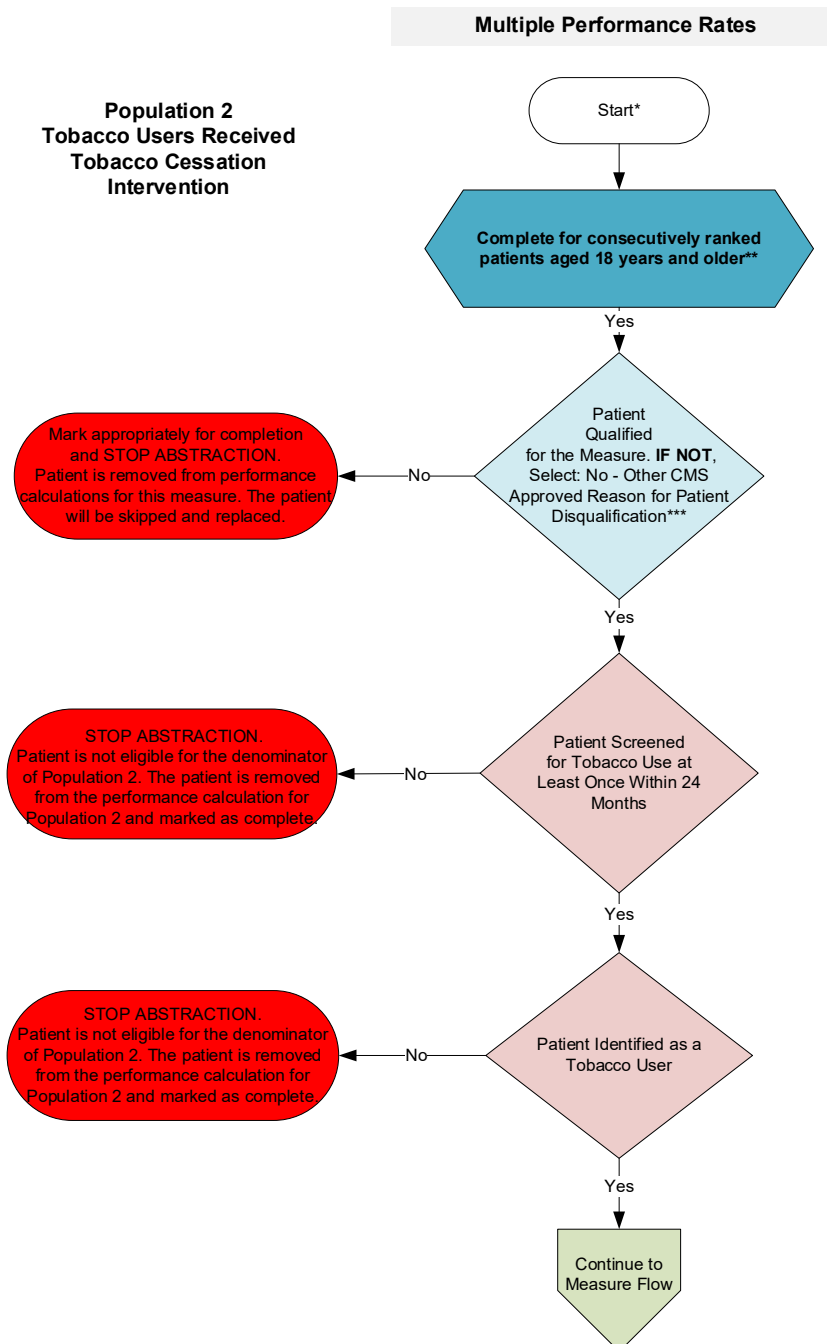 Multiple Performance Rates
Population 2
Tobacco Users Received
Tobacco Cessation
Intervention
Start*
Complete for consecutively ranked
patients aged 18 years and older**
Yes
Patient
Qualified
for the Measure. IF NOT,
Select: No - Other CMS
Approved Reason for Patient
Disqualification***
No
Mark appropriately for completion
and STOP ABSTRACTION.
Patient is removed from performance
calculations for this measure. The patient
will be skipped and replaced.
Yes
Patient Screened
for Tobacco Use at
Least Once Within 24
Months
No
STOP ABSTRACTION.
Patient is not eligible for the denominator
of Population 2. The patient is removed
from the performance calculation for
Population 2 and marked as complete.
Yes
Patient Identified as a
Tobacco User
No
STOP ABSTRACTION.
Patient is not eligible for the denominator
of Population 2. The patient is removed
from the performance calculation for
Population 2 and marked as complete.
Yes
Continue to
Measure Flow